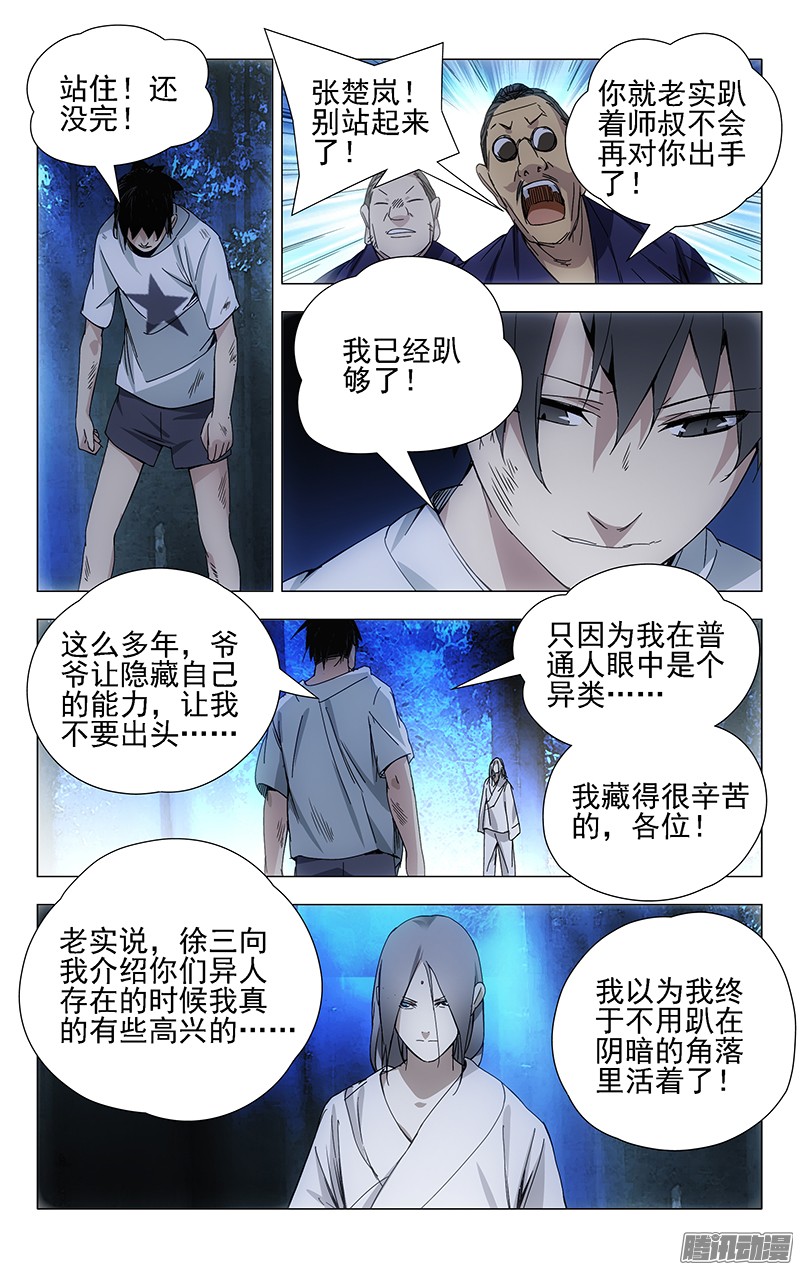 站住！还
没完！
张楚岚！
别站起来
了！
你就老实趴
着师叔不会
再对你出手
了！
我已经趴
够了！
这么多年，爷
爷让隐藏自己
的能力，让我
不要出头……
只因为我在普
通人眼中是个
异类……
我藏得很辛苦
的，各位！
老实说，徐三向
我介绍你们异人
存在的时候我真
的有些高兴的……
我以为我终
于不用趴在
阴暗的角落
里活着了！
腾讯动漫